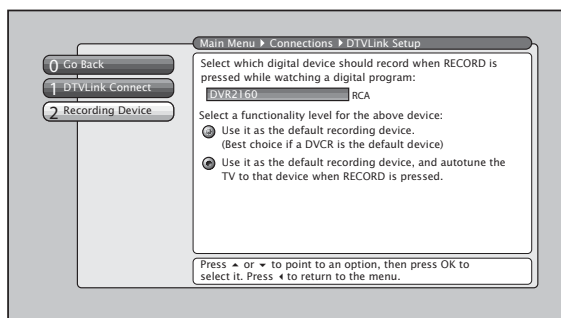 Main Menu ▸ Connections ▸ DTVLink Setup
0 Go Back
1 DTVLink Connect
2 Recording Device
Select which digital device should record when RECORD is
pressed while watching a digital program:
DVR2160 RCA
Select a functionality level for the above device:
Use it as the default recording device.
(Best choice if a DVCR is the default device)
Use it as the default recording device, and autotune the
TV to that device when RECORD is pressed.
Press ▲ or ▼ to point to an option, then press OK to
select it. Press ◂ to return to the menu.